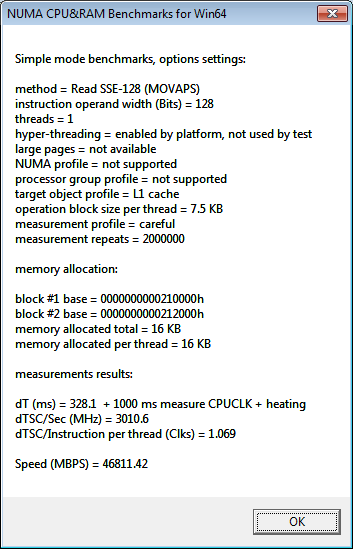 NUMA CPU&RAM Benchmarks for Win64
Simple mode benchmarks, options settings:
method = Read SSE-128 (MOVAPS)
instruction operand width (Bits) = 128
threads = 1
hyper-threading = enabled by platform, not used by test
large pages = not available
NUMA profile = not supported
processor group profile = not supported
target object profile = L1 cache
operation block size per thread = 7.5 KB
measurement profile = careful
measurement repeats = 2000000
memory allocation:
block #1 base = 0000000000210000h
block #2 base = 0000000000212000h
memory allocated total = 16 KB
memory allocated per thread = 16 KB
measurements results:
dT (ms) = 328.1  + 1000 ms measure CPUCLK + heating
dTSC/Sec (MHz) = 3010.6
dTSC/Instruction per thread (Clks) = 1.069
Speed (MBPS) = 46811.42
OK